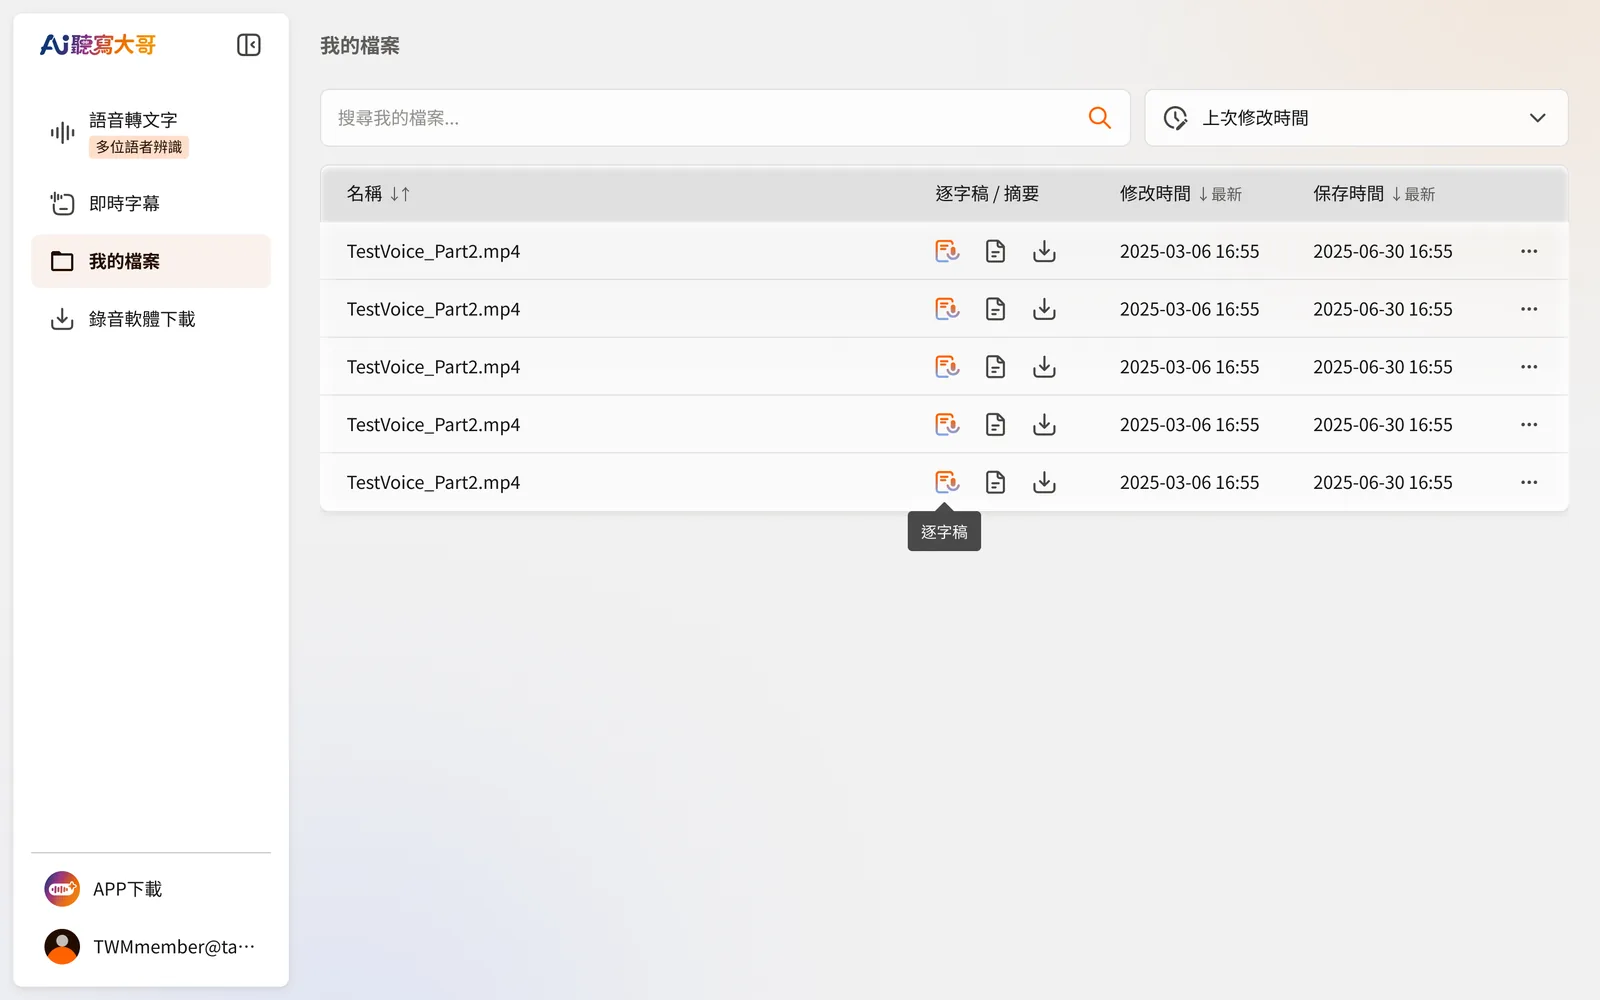 Ai聽寫大哥
語音轉文字
多位語者辨識
即時字幕
我的檔案
錄音軟體下載
APP下載
TWMmember@ta···
我的檔案
搜尋我的檔案...
上次修改時間
名稱 ↓↑ 逐字稿 / 摘要 修改時間 ↓最新 保存時間 ↓最新
TestVoice_Part2.mp4 2025-03-06 16:55 2025-06-30 16:55
TestVoice_Part2.mp4 2025-03-06 16:55 2025-06-30 16:55
TestVoice_Part2.mp4 2025-03-06 16:55 2025-06-30 16:55
TestVoice_Part2.mp4 2025-03-06 16:55 2025-06-30 16:55
TestVoice_Part2.mp4 2025-03-06 16:55 2025-06-30 16:55
逐字稿